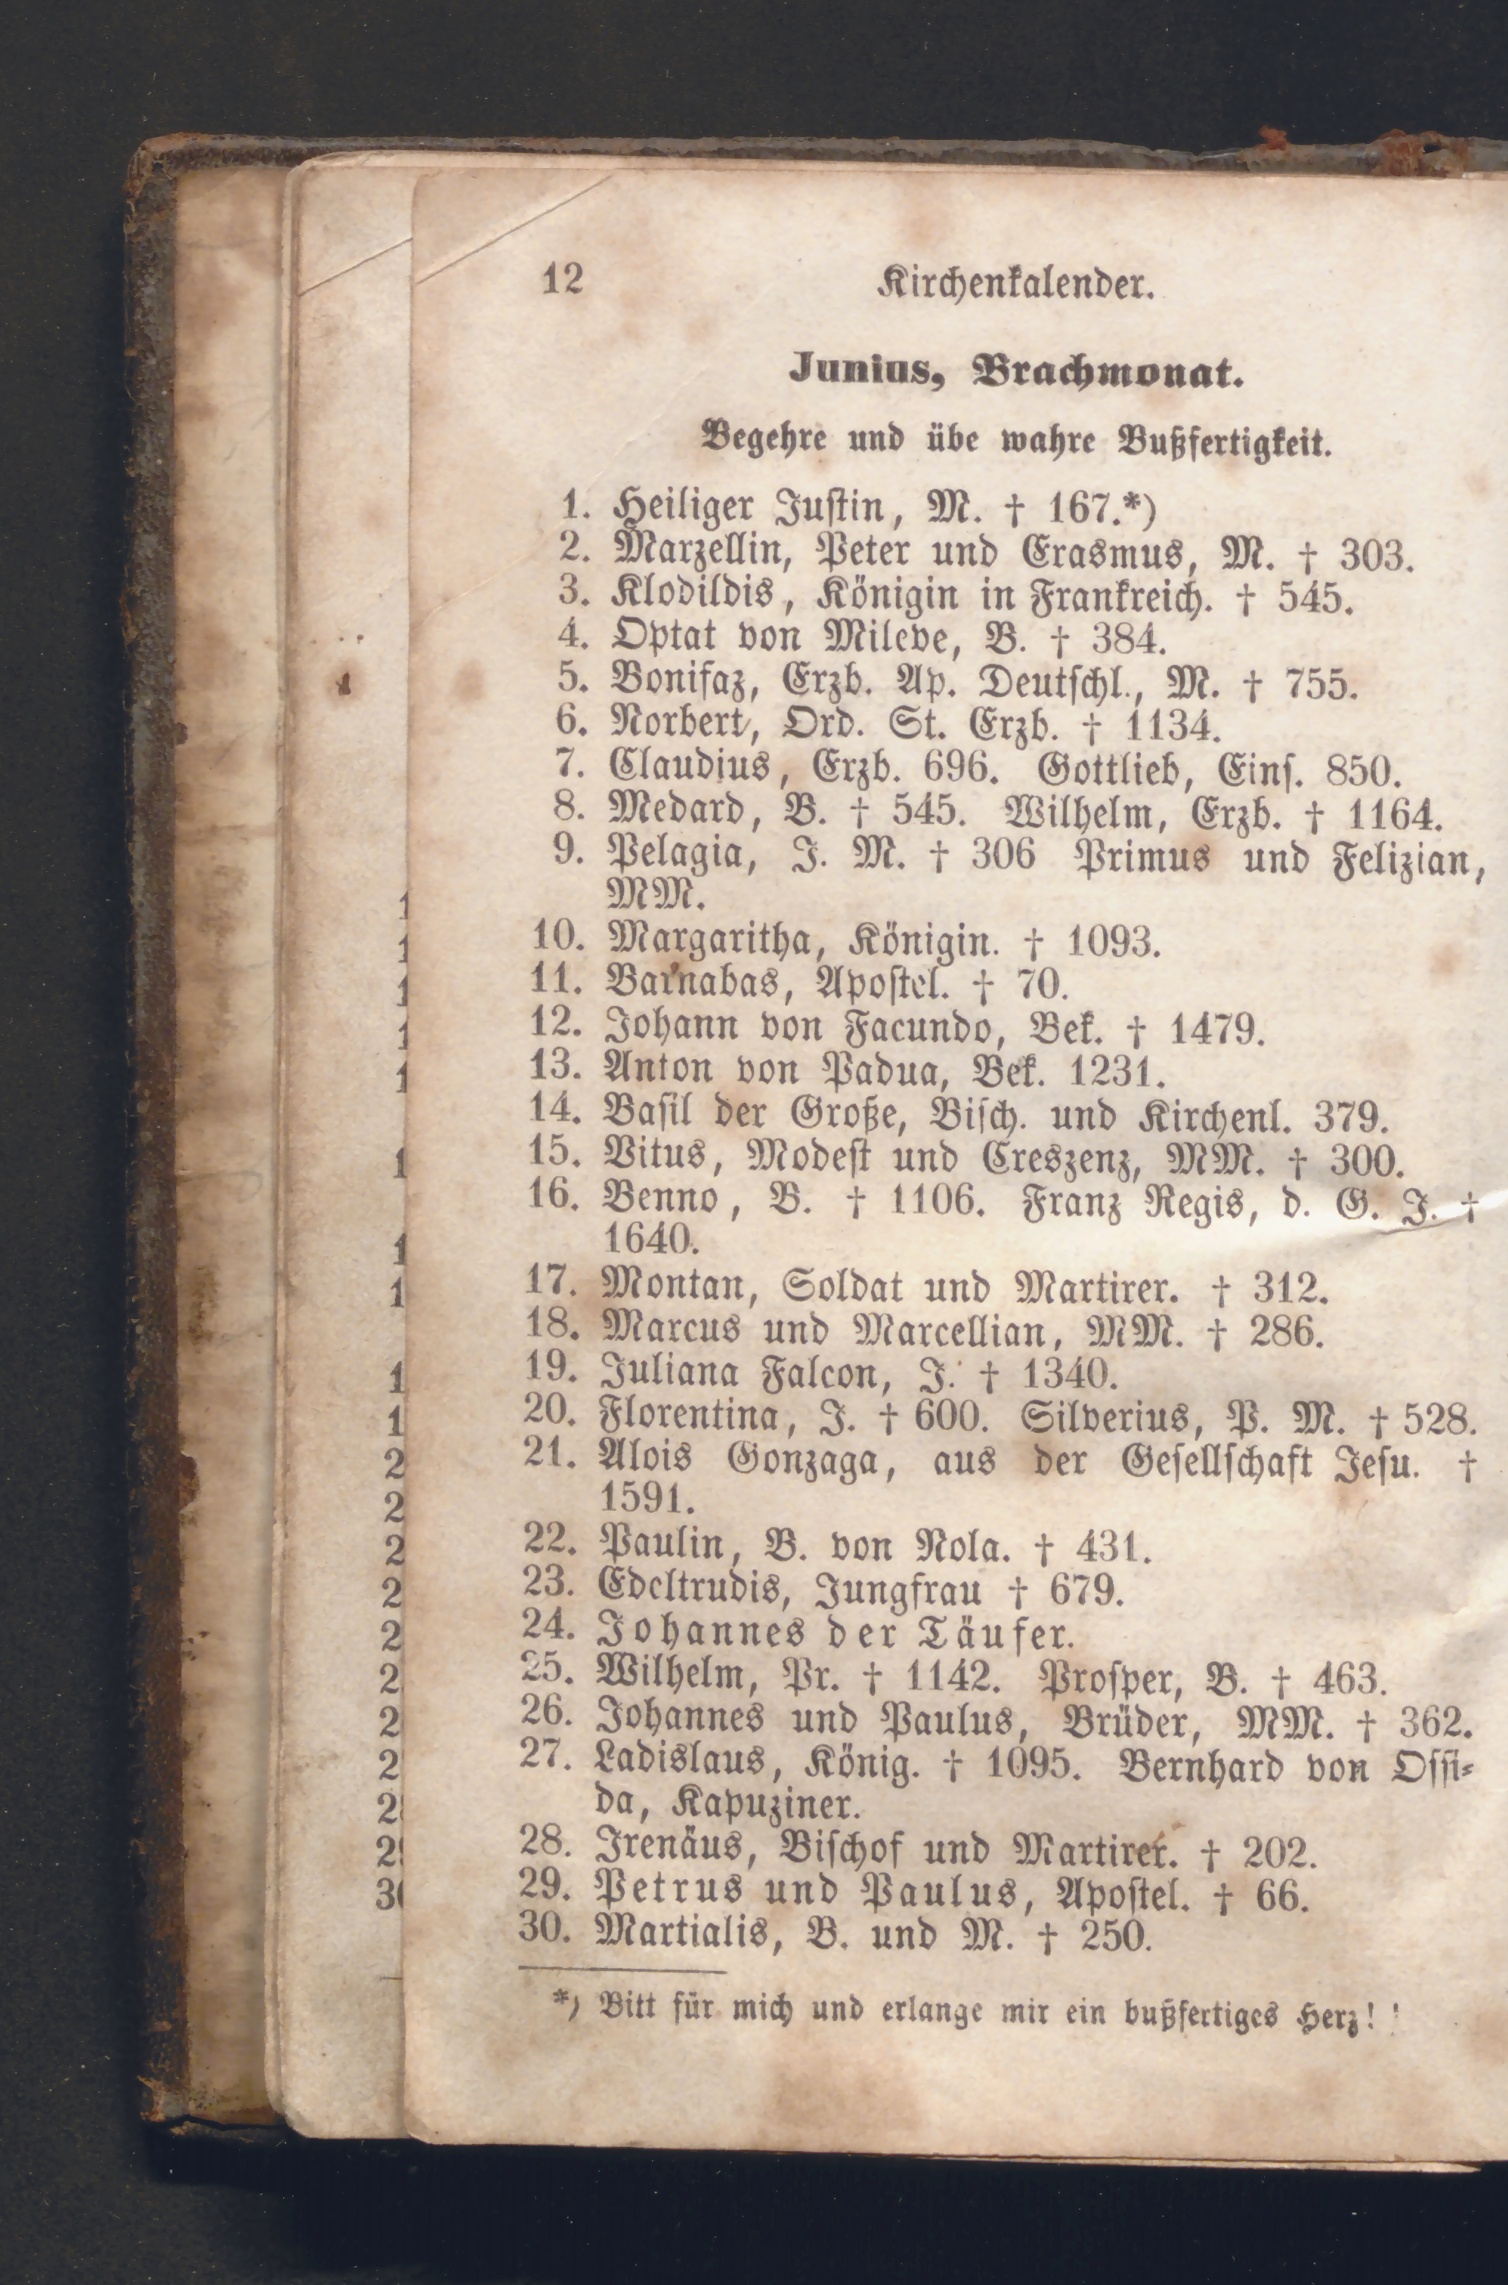 12 Kirchenkalender.
Junius, Brachmonat.
Begehre und übe wahre Bußfertigkeit.
1. Heiliger Justin, M. † 167.*)
2. Marzellin, Peter und Erasmus, M. † 303.
3. Klodildis, Königin in Frankreich. † 545.
4. Optat von Mileve, B. † 384.
5. Bonifaz, Erzb. Ap. Deutschl., M. † 755.
6. Norbert, Ord. St. Erzb. † 1134.
7. Claudius, Erzb. 696. Gottlieb, Eins. 850.
8. Medard, B. † 545. Wilhelm, Erzb. † 1164.
9. Pelagia, J. M. † 306 Primus und Felizian,
MM.
10. Margaritha, Königin. † 1093.
11. Barnabas, Apostel. † 70.
12. Johann von Facundo, Bek. † 1479.
13. Anton von Padua, Bek. 1231.
14. Basil der Große, Bisch. und Kirchenl. 379.
15. Vitus, Modest und Creszenz, MM. † 300.
16. Benno, B. † 1106. Franz Regis, d. G. J. †
1640.
17. Montan, Soldat und Martirer. † 312.
18. Marcus und Marcellian, MM. † 286.
19. Juliana Falcon, J. † 1340.
20. Florentina, J. † 600. Silverius, P. M. † 528.
21. Alois Gonzaga, aus der Gesellschaft Jesu. †
1591.
22. Paulin, B. von Nola. † 431.
23. Edeltrudis, Jungfrau † 679.
24. Johannes der Täufer.
25. Wilhelm, Pr. † 1142. Prosper, B. † 463.
26. Johannes und Paulus, Brüder, MM. † 362.
27. Ladislaus, König. † 1095. Bernhard von Ossi-
da, Kapuziner.
28. Irenäus, Bischof und Martirer. † 202.
29. Petrus und Paulus, Apostel. † 66.
30. Martialis, B. und M. † 250.
*) Bitt für mich und erlange mir ein bußfertiges Herz!